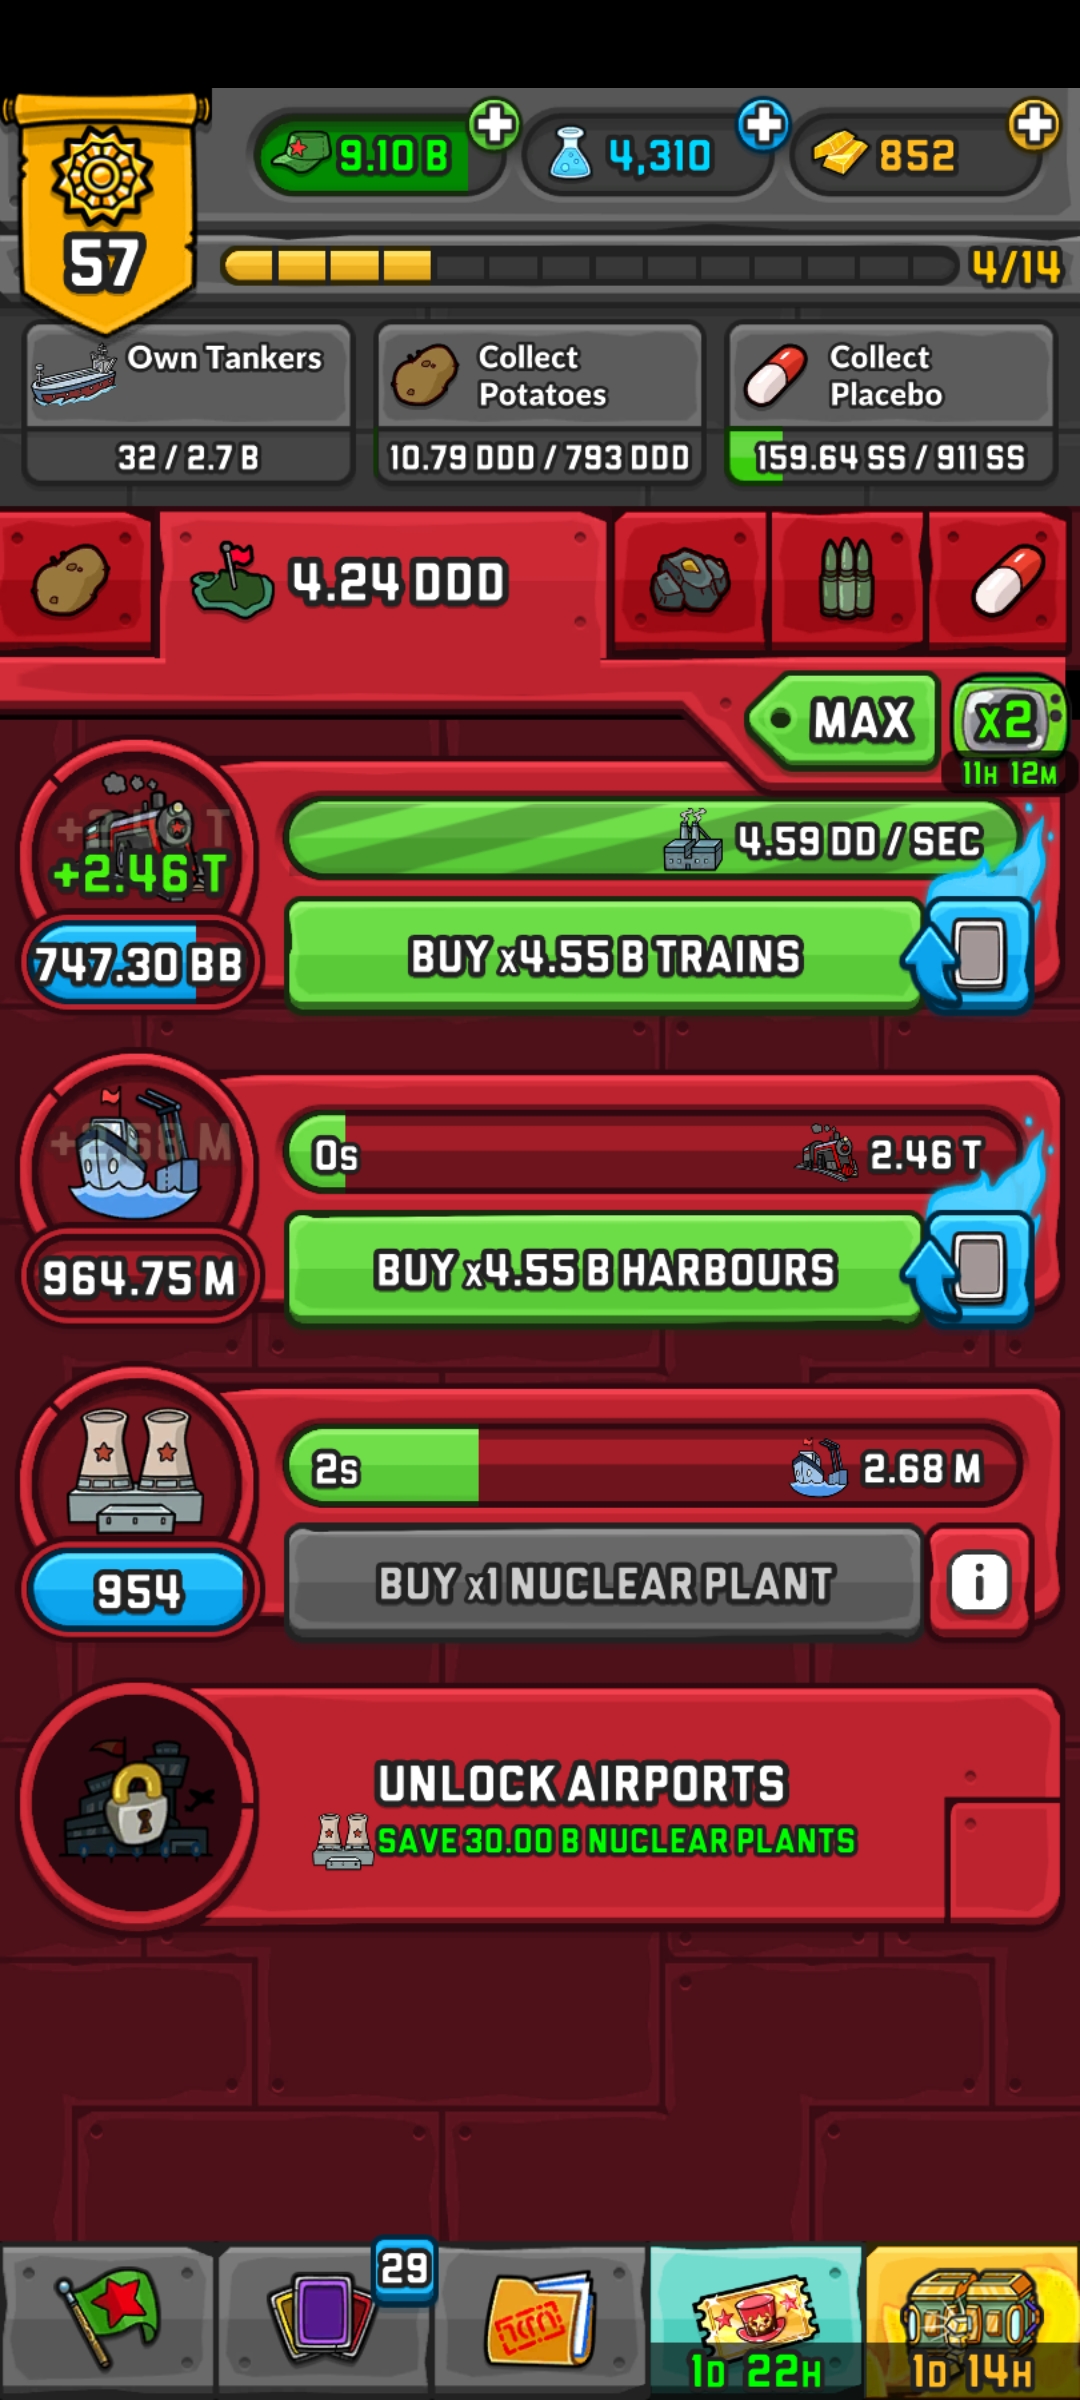 57
9.10 B
4,310
852
4/14
Own Tankers
32 / 2.7 B
Collect
Potatoes
10.79 DDD / 793 DDD
Collect
Placebo
159.64 SS / 911 SS
4.24 DDD
MAX
x2
11H 12M
+2.46 T
747.30 BB
4.59 DD / SEC
BUY x4.55 B TRAINS
+2.68 M
964.75 M
0s
2.46 T
BUY x4.55 B HARBOURS
954
2s
2.68 M
BUY x1 NUCLEAR PLANT
i
UNLOCK AIRPORTS
SAVE 30.00 B NUCLEAR PLANTS
29
1D 22H
1D 14H